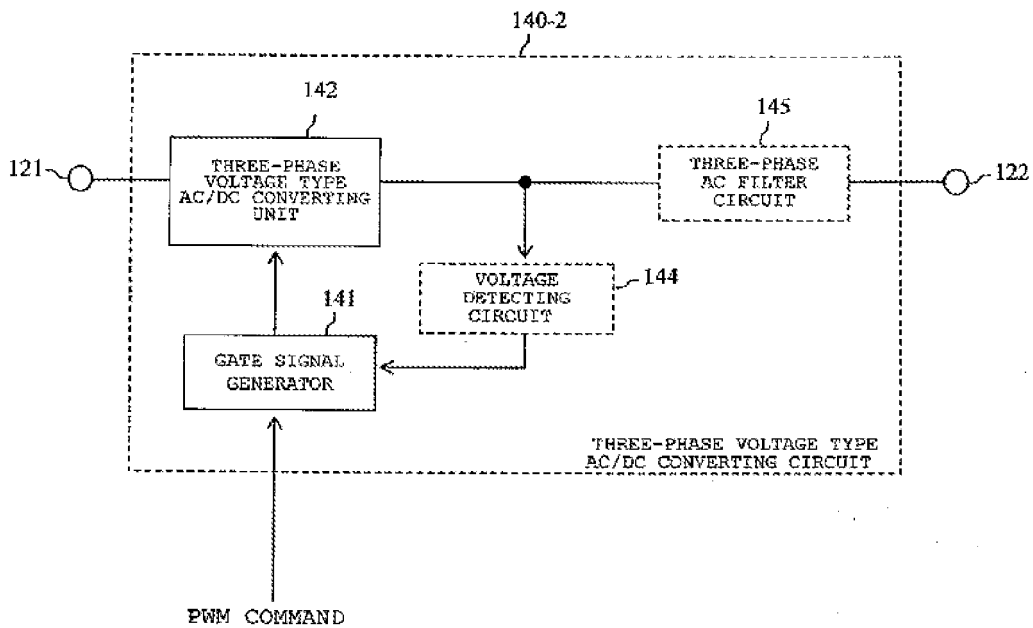 140-2
142
THREE-PHASE
VOLTAGE TYPE
AC/DC CONVERTING
UNIT
145
THREE-PHASE
AC FILTER
CIRCUIT
121
122
VOLTAGE
DETECTING
CIRCUIT
144
141
GATE SIGNAL
GENERATOR
THREE-PHASE VOLTAGE TYPE
AC/DC CONVERTING CIRCUIT
PWM COMMAND